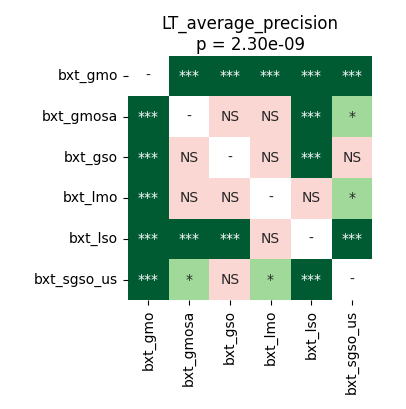 LT_average_precision
p = 2.30e-09
bxt_gmo - *** *** *** *** ***
bxt_gmosa *** - NS NS *** *
bxt_gso *** NS - NS *** NS
bxt_lmo *** NS NS - NS *
bxt_lso *** *** *** NS - ***
bxt_sgso_us *** * NS * *** -
bxt_gmo bxt_gmosa bxt_gso bxt_lmo bxt_lso bxt_sgso_us